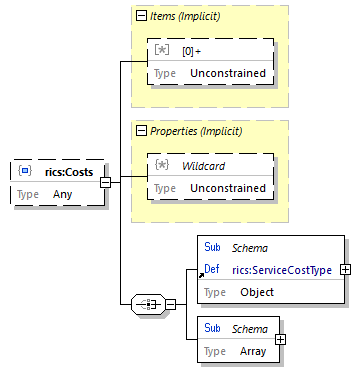 Items (Implicit)
[*] [0]+
Type Unconstrained
Properties (Implicit)
{*} Wildcard
Type Unconstrained
rics:Costs
Type Any
Sub Schema
Def rics:ServiceCostType
Type Object
Sub Schema
Type Array